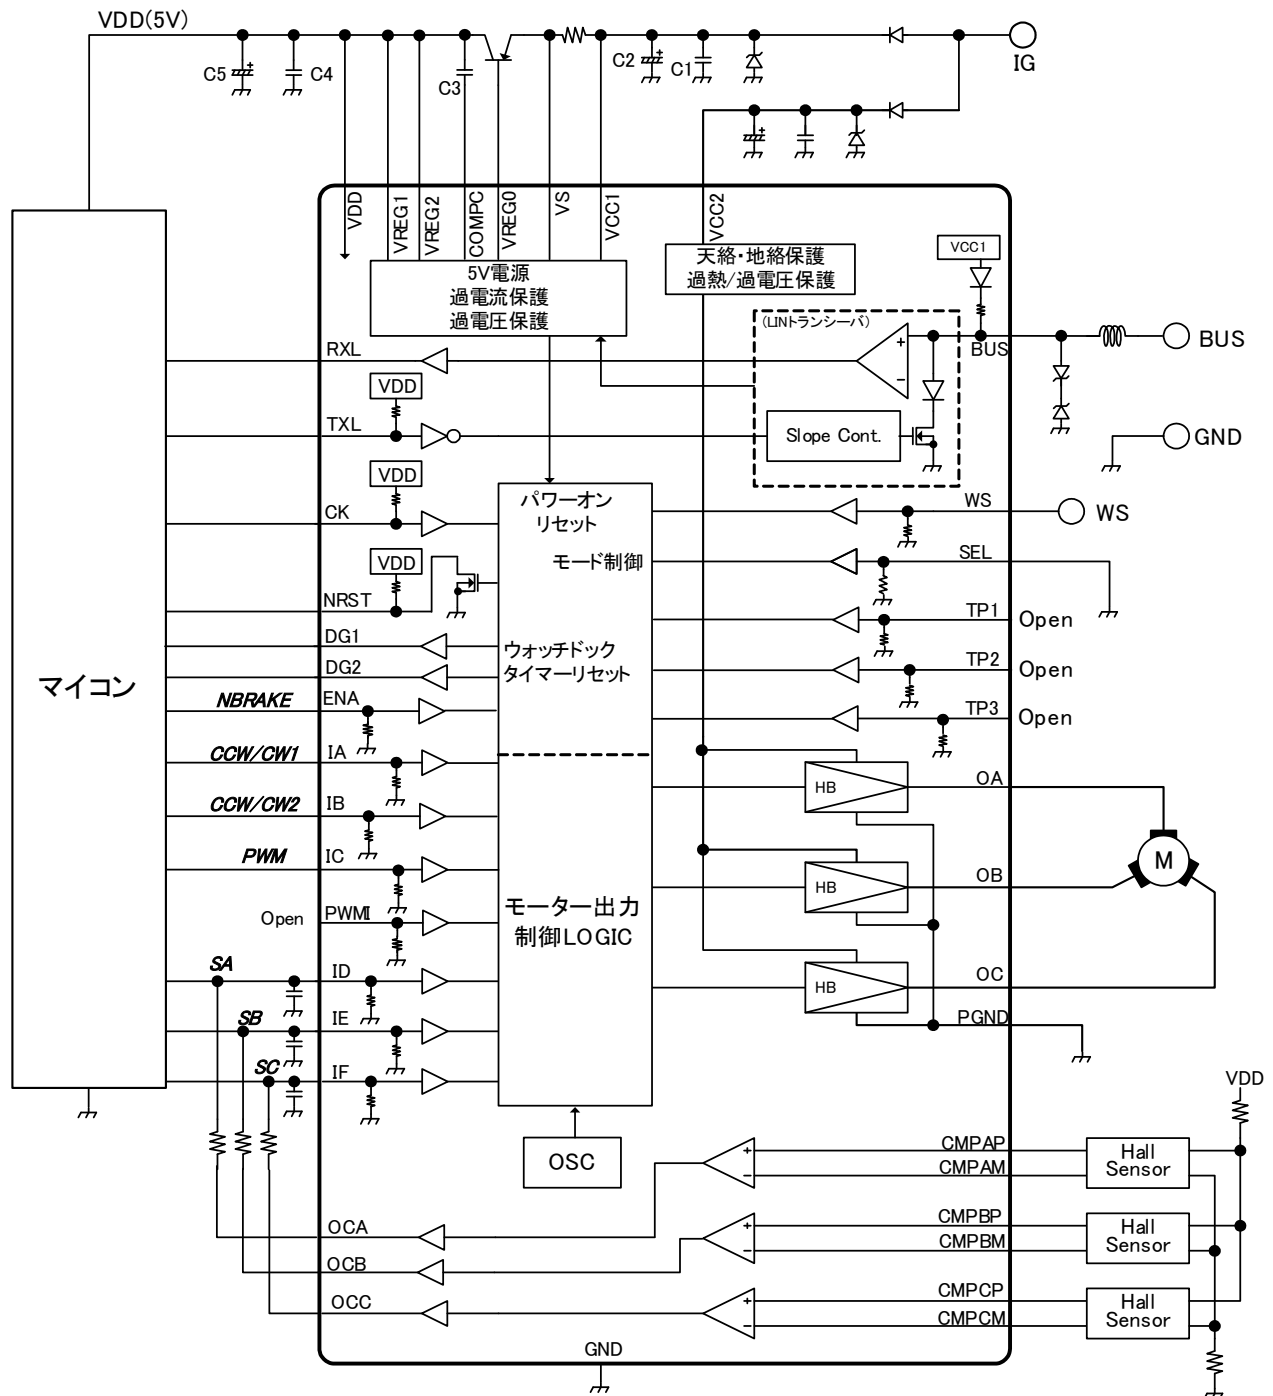 VDD(5V)
IG
C5
C4
C3
C2
C1
VDD
VREG1
VREG2
COMPC
VREG0
VS
VCC1
VCC2
5V電源
過電流保護
過電圧保護
天絡・地絡保護
過熱/過電圧保護
VCC1
(LINトランシーバ)
+
−
BUS
BUS
Slope Cont.
GND
RXL
VDD
TXL
VDD
CK
VDD
NRST
DG1
DG2
マイコン
NBRAKE
ENA
CCW/CW1
IA
CCW/CW2
IB
PWM
IC
Open
PWMI
SA
ID
SB
IE
SC
IF
パワーオン
リセット
モード制御
ウォッチドック
タイマーリセット
モーター出力
制御LOGIC
OSC
WS
WS
SEL
TP1
Open
TP2
Open
TP3
Open
HB
OA
HB
OB
HB
OC
M
PGND
VDD
CMPAP
CMPAM
+
−
Hall
Sensor
OCA
CMPBP
CMPBM
+
−
Hall
Sensor
OCB
CMPCP
CMPCM
+
−
Hall
Sensor
OCC
GND